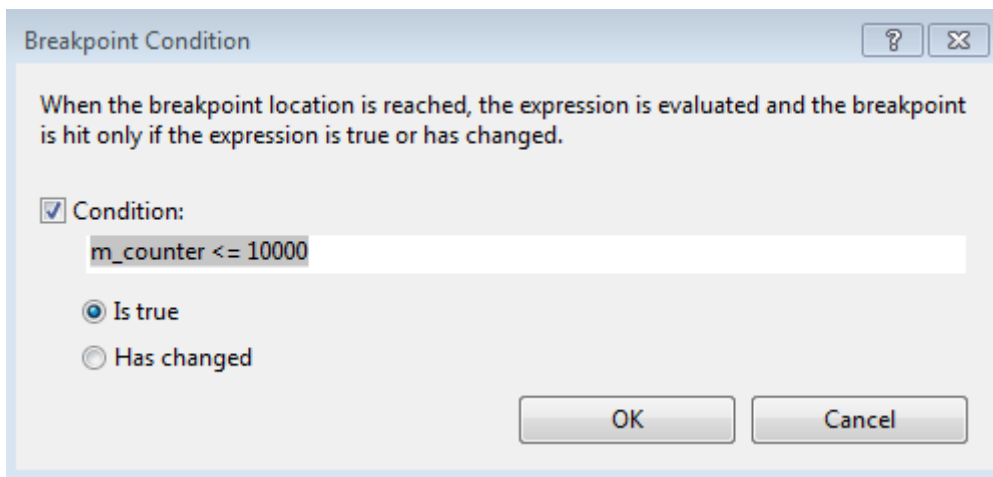 Breakpoint Condition
When the breakpoint location is reached, the expression is evaluated and the breakpoint
is hit only if the expression is true or has changed.
Condition:
m_counter <= 10000
Is true
Has changed
OK Cancel